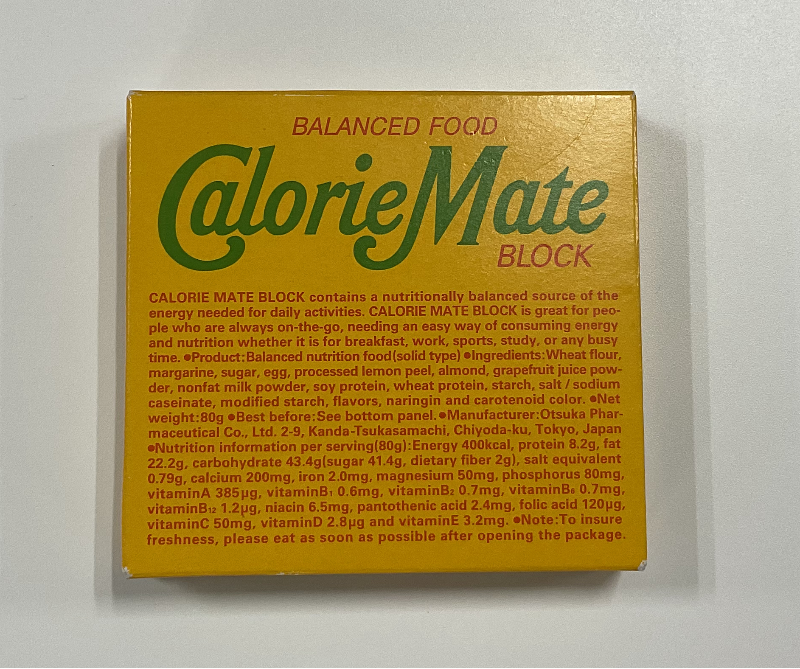 BALANCED FOOD
CalorieMate
BLOCK
CALORIE MATE BLOCK contains a nutritionally balanced source of the
energy needed for daily activities. CALORIE MATE BLOCK is great for peo-
ple who are always on-the-go, needing an easy way of consuming energy
and nutrition whether it is for breakfast, work, sports, study, or any busy
time. ●Product:Balanced nutrition food(solid type) ●Ingredients:Wheat flour,
margarine, sugar, egg, processed lemon peel, almond, grapefruit juice pow-
der, nonfat milk powder, soy protein, wheat protein, starch, salt / sodium
caseinate, modified starch, flavors, naringin and carotenoid color. ●Net
weight:80g ●Best before:See bottom panel. ●Manufacturer:Otsuka Phar-
maceutical Co., Ltd. 2-9, Kanda-Tsukasamachi, Chiyoda-ku, Tokyo, Japan
●Nutrition information per serving(80g):Energy 400kcal, protein 8.2g, fat
22.2g, carbohydrate 43.4g(sugar 41.4g, dietary fiber 2g), salt equivalent
0.79g, calcium 200mg, iron 2.0mg, magnesium 50mg, phosphorus 80mg,
vitaminA 385μg, vitaminB₁ 0.6mg, vitaminB₂ 0.7mg, vitaminB₆ 0.7mg,
vitaminB₁₂ 1.2μg, niacin 6.5mg, pantothenic acid 2.4mg, folic acid 120μg,
vitaminC 50mg, vitaminD 2.8μg and vitaminE 3.2mg. ●Note:To insure
freshness, please eat as soon as possible after opening the package.